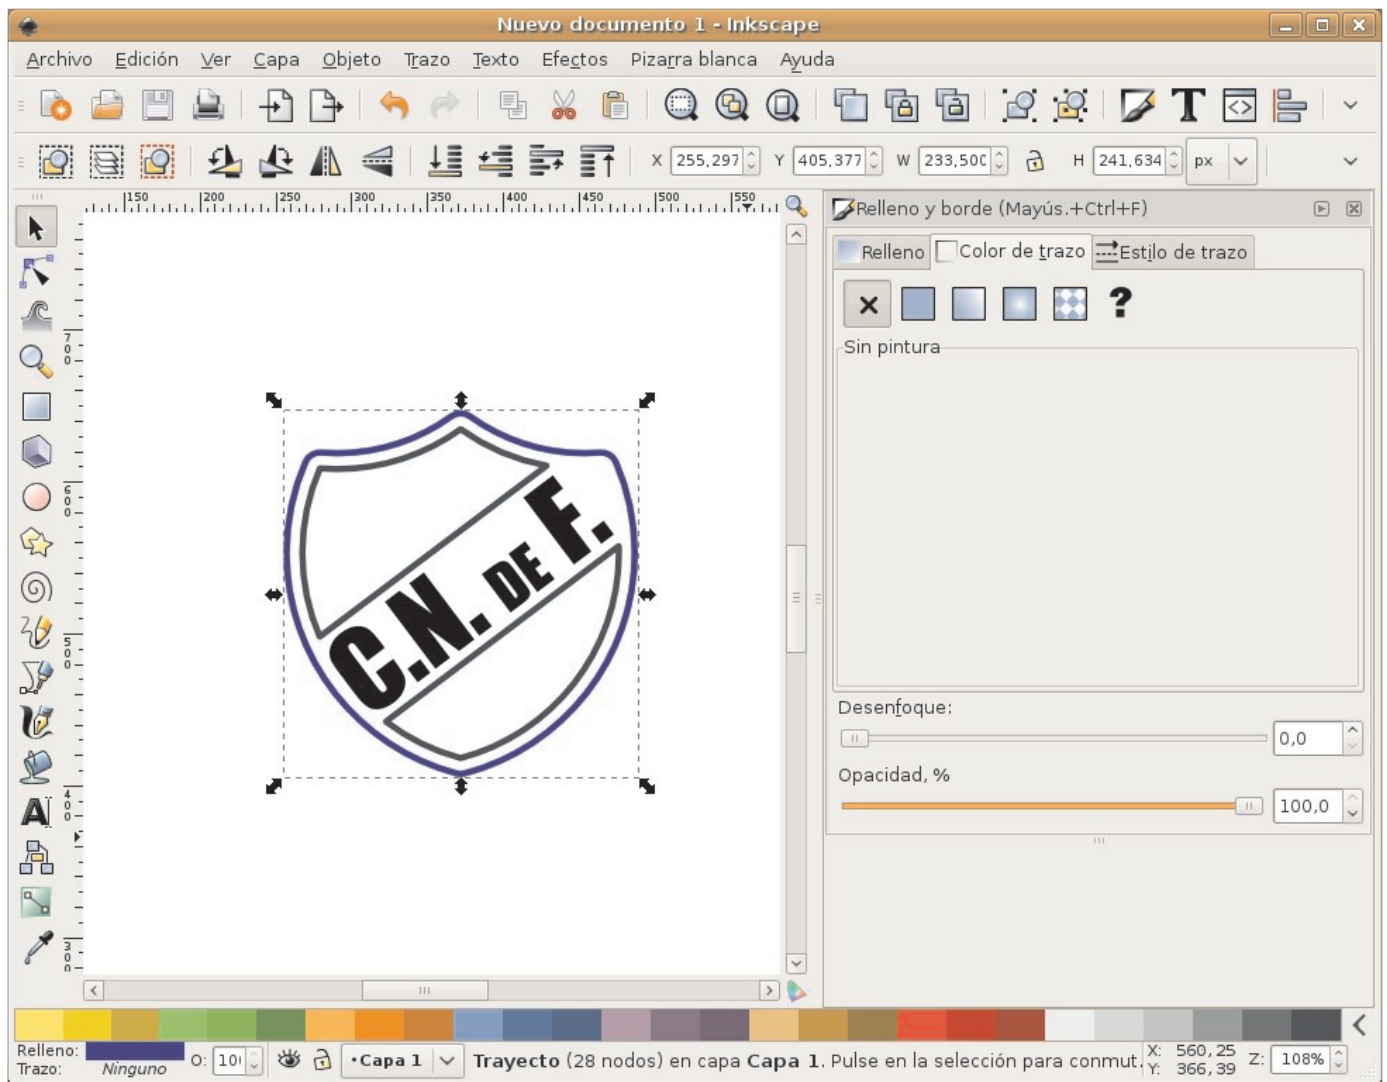 Nuevo documento 1 - Inkscape
Archivo Edición Ver Capa Objeto Trazo Texto Efectos Pizarra blanca Ayuda
X 255,297 Y 405,377 W 233,500 H 241,634 px
150 200 250 300 350 400 450 550
Relleno y borde (Mayús.+Ctrl+F)
Relleno Color de trazo Estilo de trazo
?
Sin pintura
700
600
500
400
300
C.N. DE F.
Desenfoque:
0,0
Opacidad, %
100,0
A
Relleno:
Trazo: Ninguno
O: 10
•Capa 1
Trayecto (28 nodos) en capa Capa 1. Pulse en la selección para conmut.
X: 560,25
Y: 366,39
Z: 108%